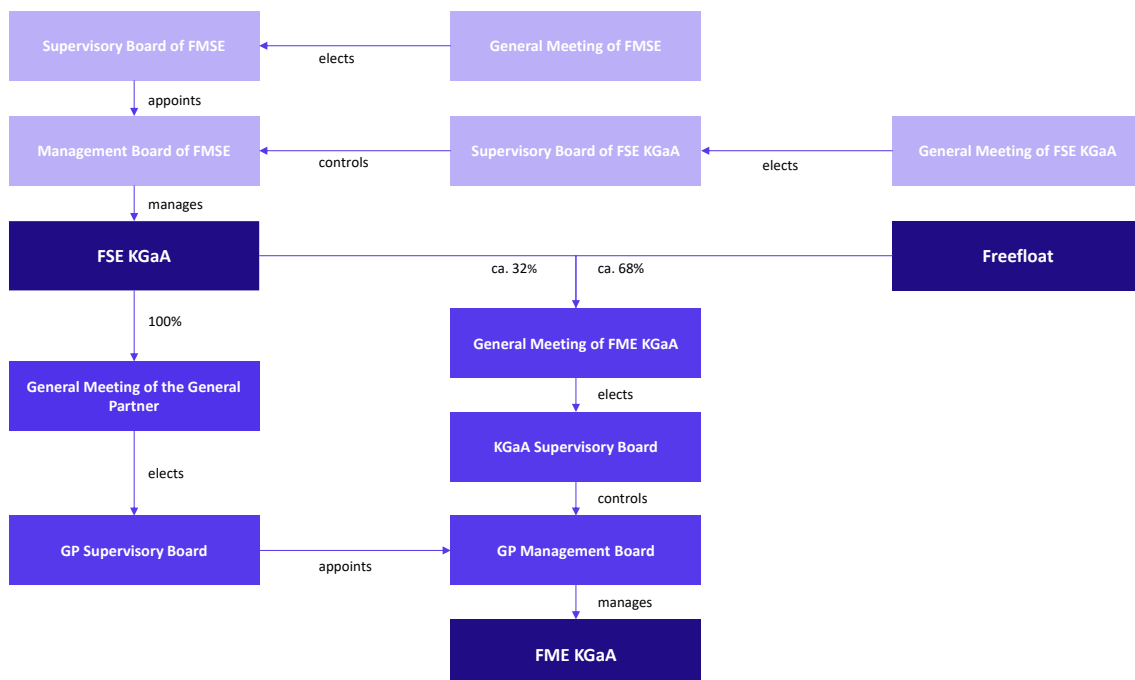 Supervisory Board of FMSE
General Meeting of FMSE
elects
appoints
Management Board of FMSE
Supervisory Board of FSE KGaA
General Meeting of FSE KGaA
controls
elects
manages
FSE KGaA
Freefloat
ca. 32%
ca. 68%
100%
General Meeting of FME KGaA
General Meeting of the General
Partner
elects
KGaA Supervisory Board
elects
controls
GP Supervisory Board
GP Management Board
appoints
manages
FME KGaA